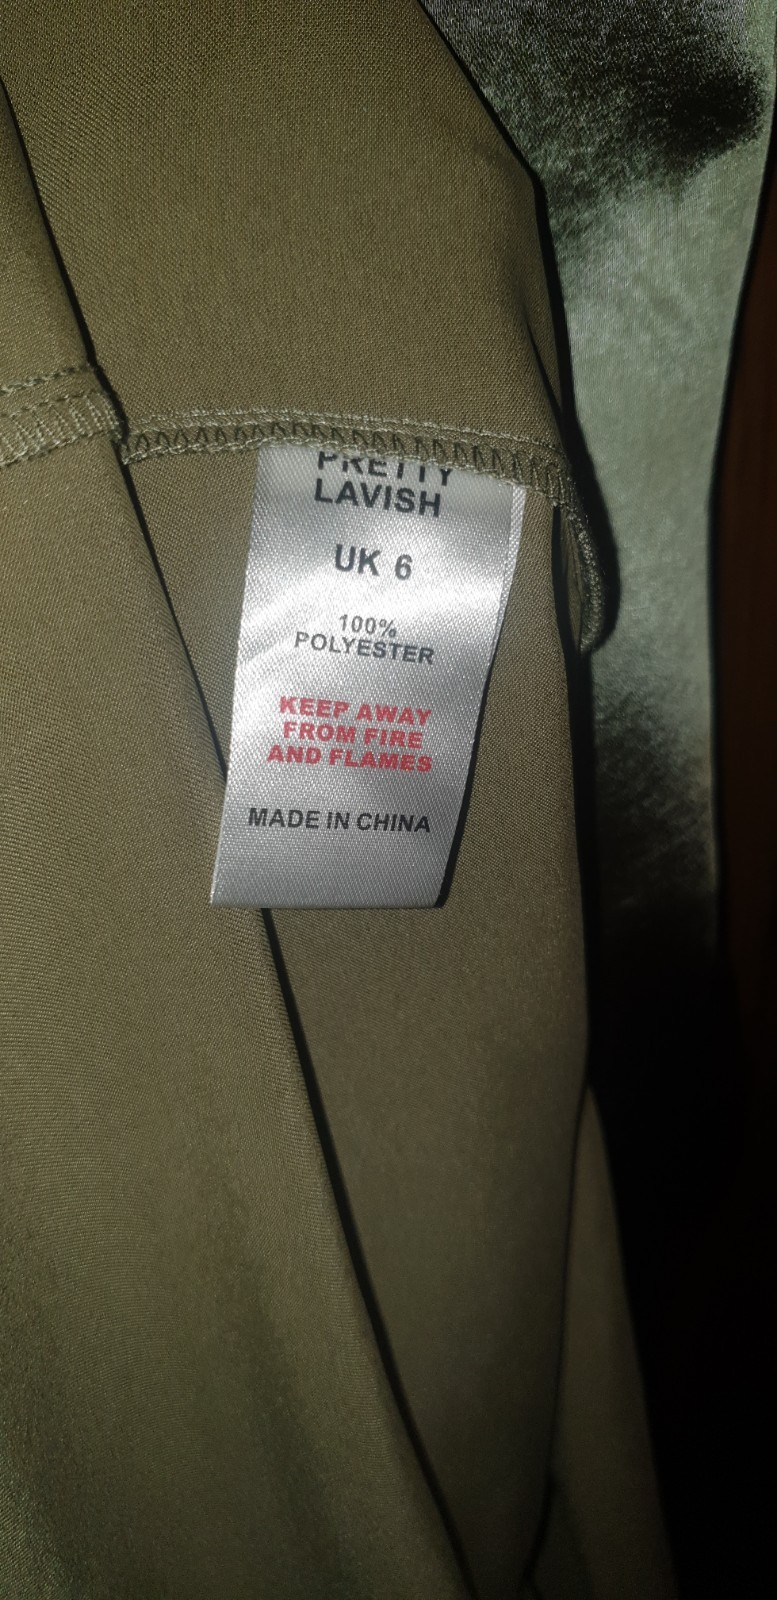 PRETTY
LAVISH
UK 6
100%
POLYESTER
KEEP AWAY
FROM FIRE
AND FLAMES
MADE IN CHINA